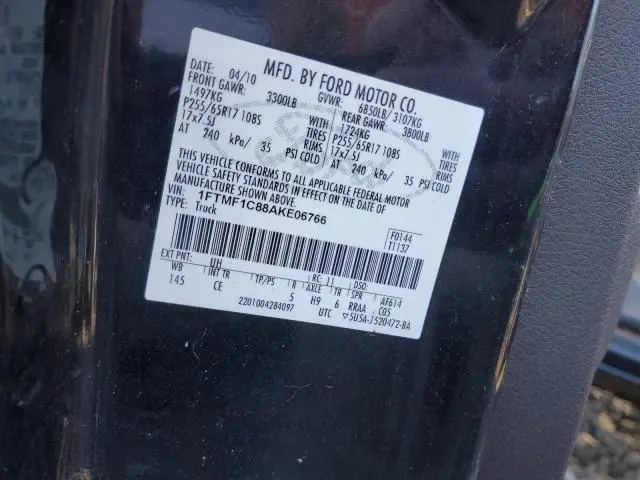 MFD. BY FORD MOTOR CO.
DATE: 04/10 GVWR: 6850LB/ 3107KG
FRONT GAWR: 3300LB REAR GAWR: 3800LB
1497KG WITH 1724KG WITH
P255/65R17 108S TIRES P255/65R17 108S TIRES
17x7.5J RIMS 17x7.5J RIMS
AT 240 kPa/ 35 PSI COLD AT 240 kPa/ 35 PSI COLD
THIS VEHICLE CONFORMS TO ALL APPLICABLE FEDERAL MOTOR
VEHICLE SAFETY STANDARDS IN EFFECT ON THE DATE OF
MANUFACTURE SHOWN ABOVE.
VIN: 1FTMF1C88AKE06766
TYPE: Truck
F0144
T1137
EXT PNT: UH RC: 11 DSO:
WB INT TR TP/PS R AXLE TR SPR AF614
145 CE 5 H9 6 RRAA C05
2201004284097 UTC ▽5U5A-1520472-BA
Ford